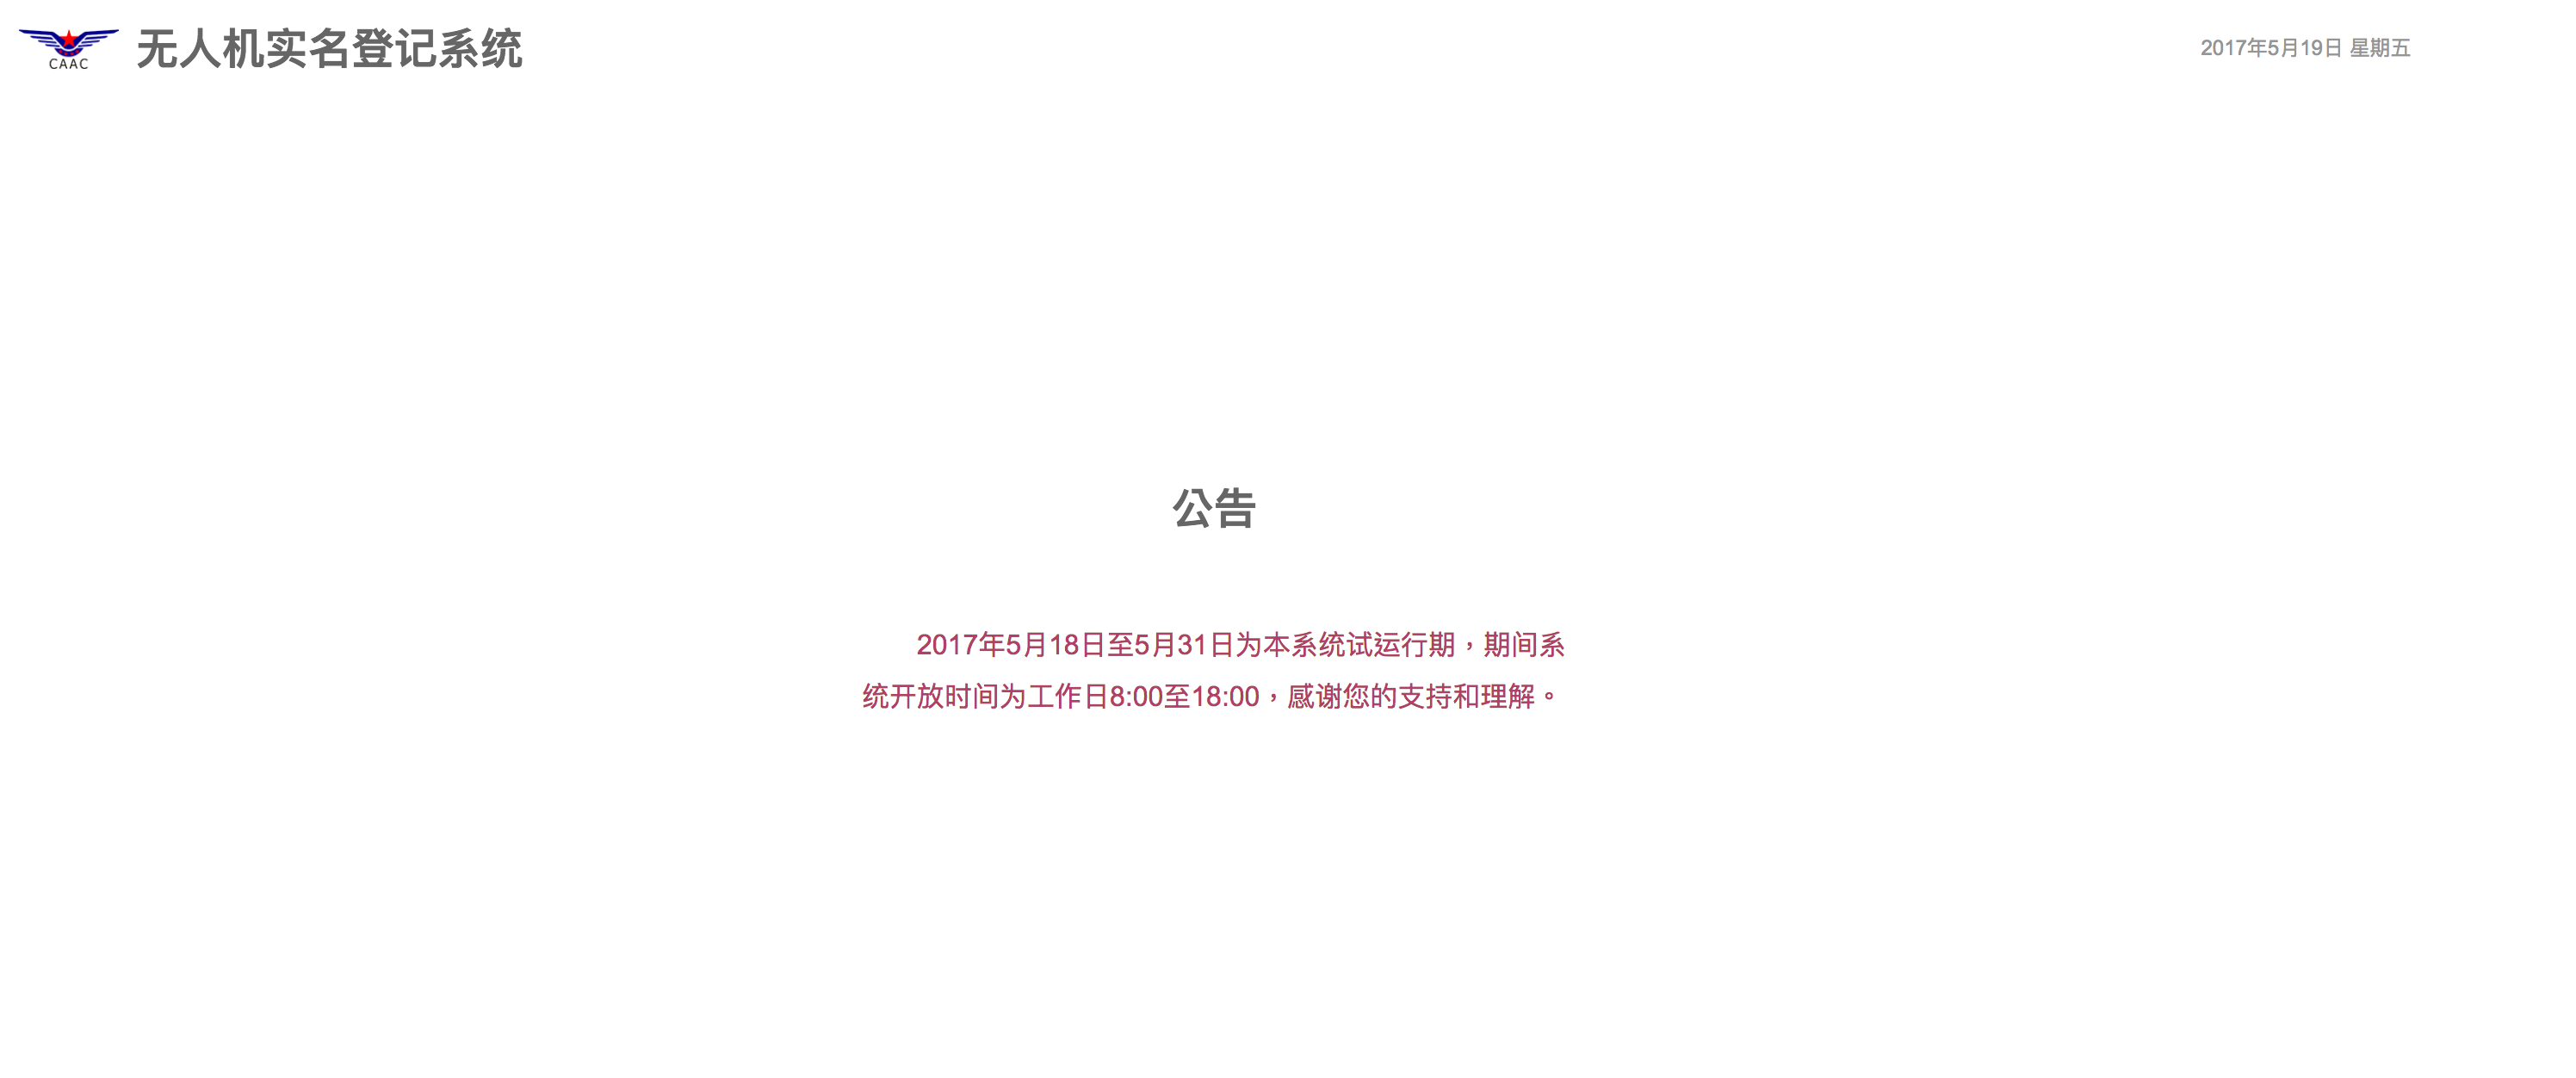 CAAC
无人机实名登记系统
2017年5月19日 星期五
公告
2017年5月18日至5月31日为本系统试运行期，期间系
统开放时间为工作日8:00至18:00，感谢您的支持和理解。